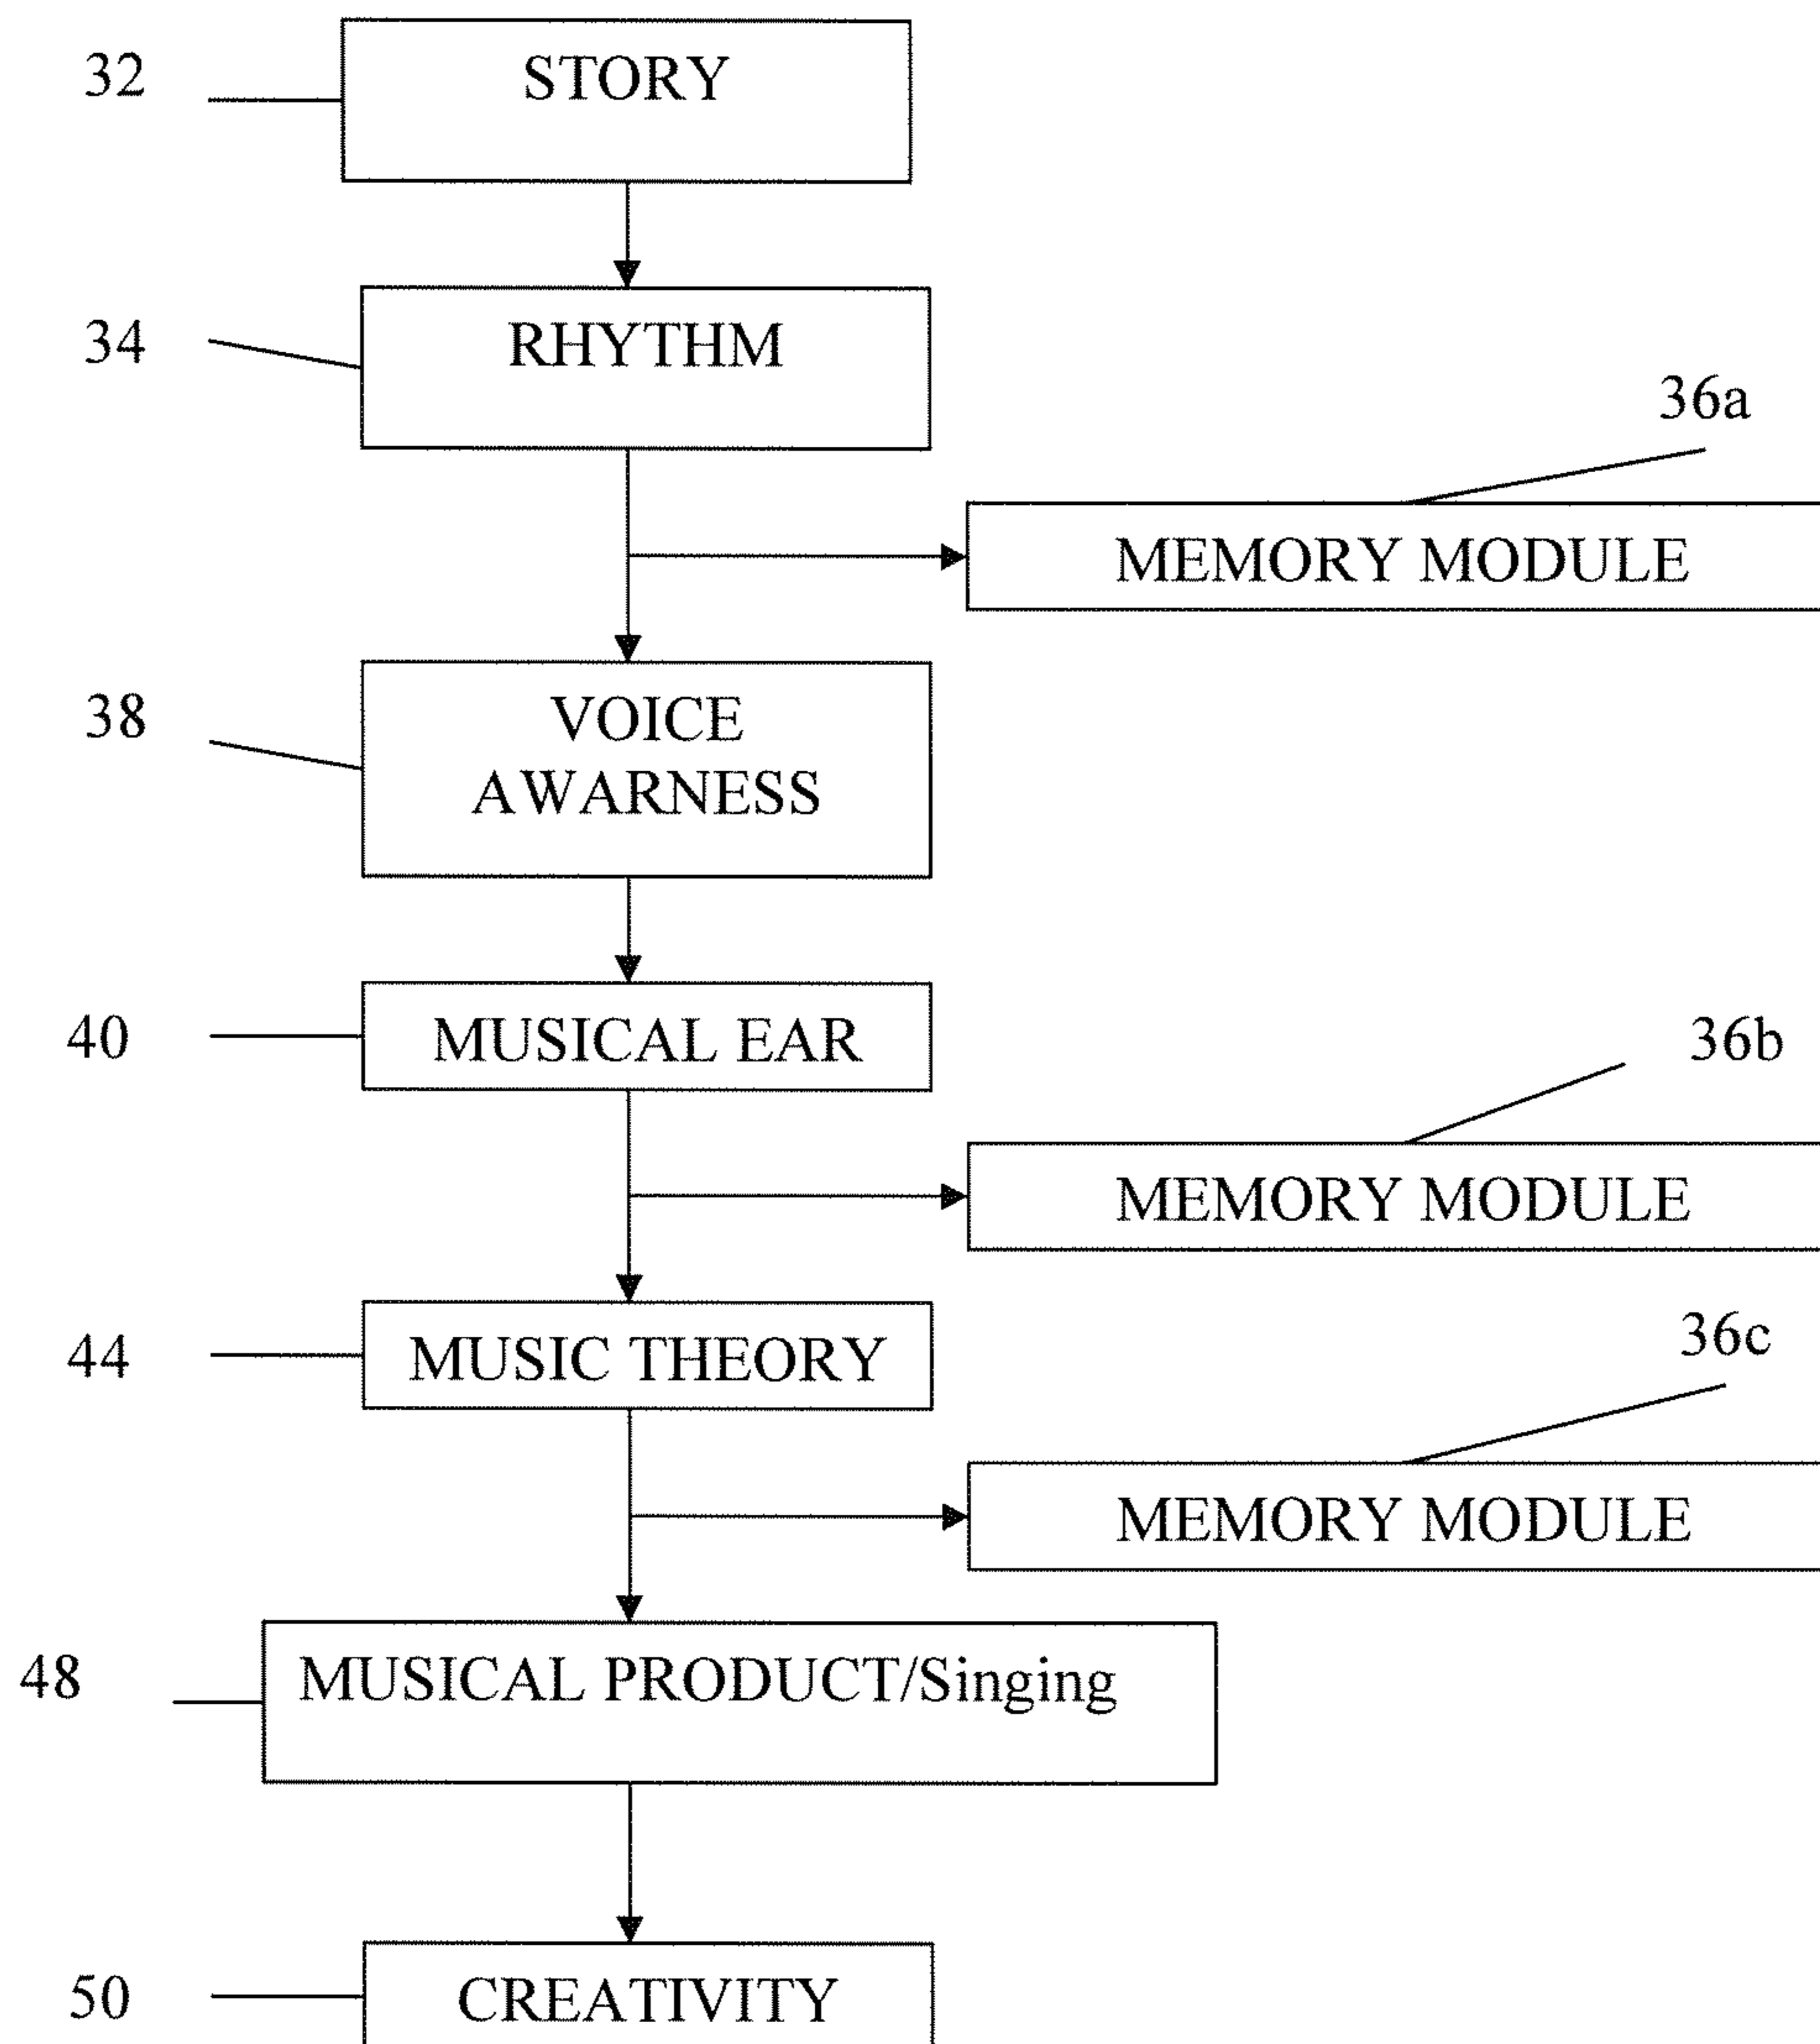 32
STORY
34
RHYTHM
36a
MEMORY MODULE
38
VOICE
AWARNESS
40
MUSICAL EAR
36b
MEMORY MODULE
44
MUSIC THEORY
36c
MEMORY MODULE
48
MUSICAL PRODUCT/Singing
50
CREATIVITY